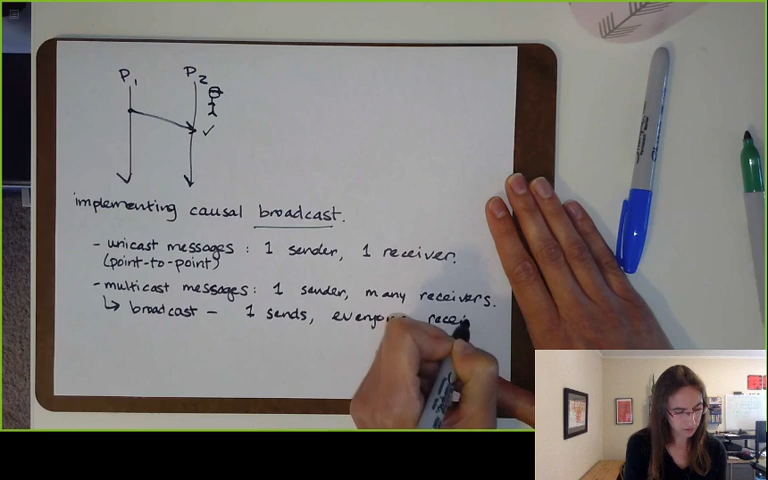 P1 P2
implementing causal broadcast.
- unicast messages : 1 sender, 1 receiver.
(point-to-point)
- multicast messages: 1 sender, many receivers.
↳ broadcast - 1 sends,